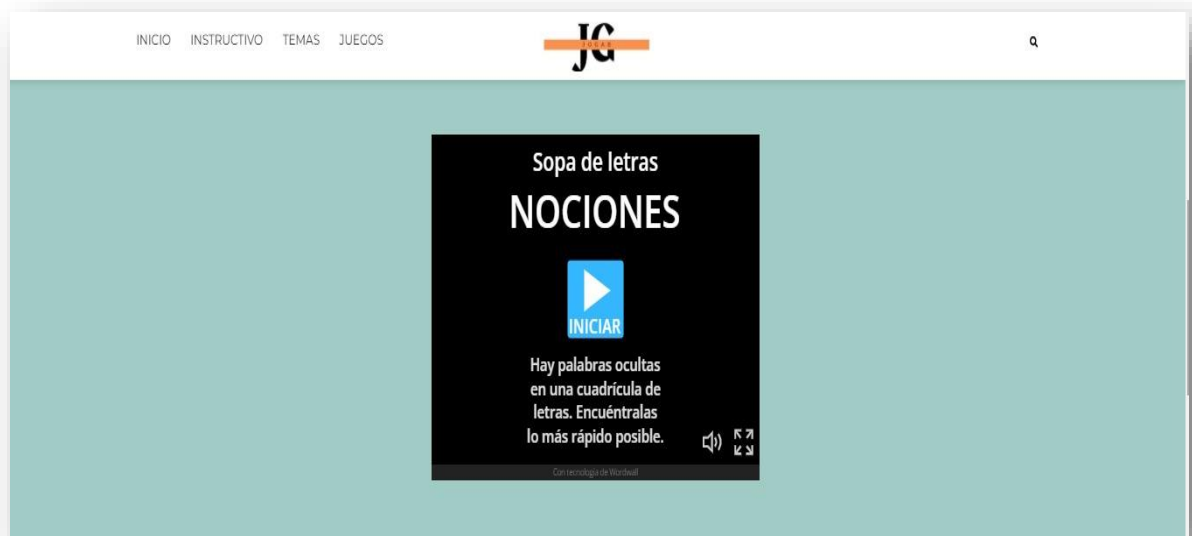 INICIO INSTRUCTIVO TEMAS JUEGOS
JG
JUGAR
Sopa de letras
NOCIONES
INICIAR
Hay palabras ocultas
en una cuadrícula de
letras. Encuéntralas
lo más rápido posible.
Con tecnología de Wordwall